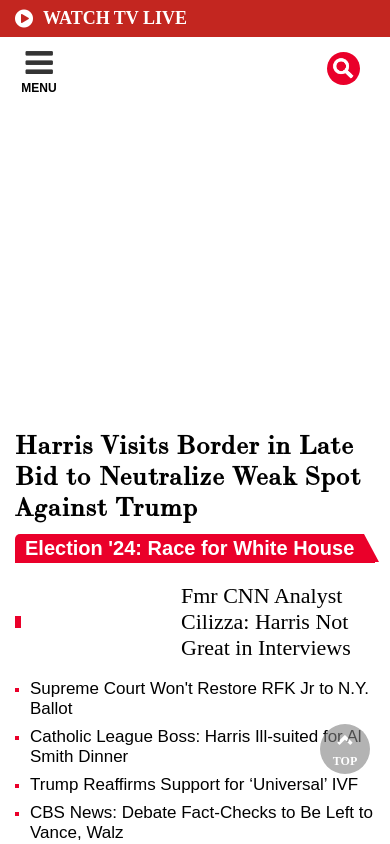 WATCH TV LIVE
MENU
Harris Visits Border in Late
Bid to Neutralize Weak Spot
Against Trump
Election '24: Race for White House
Fmr CNN Analyst
Cilizza: Harris Not
Great in Interviews
Supreme Court Won't Restore RFK Jr to N.Y.
Ballot
Catholic League Boss: Harris Ill-suited for Al
Smith Dinner
TOP
Trump Reaffirms Support for ‘Universal’ IVF
CBS News: Debate Fact-Checks to Be Left to
Vance, Walz